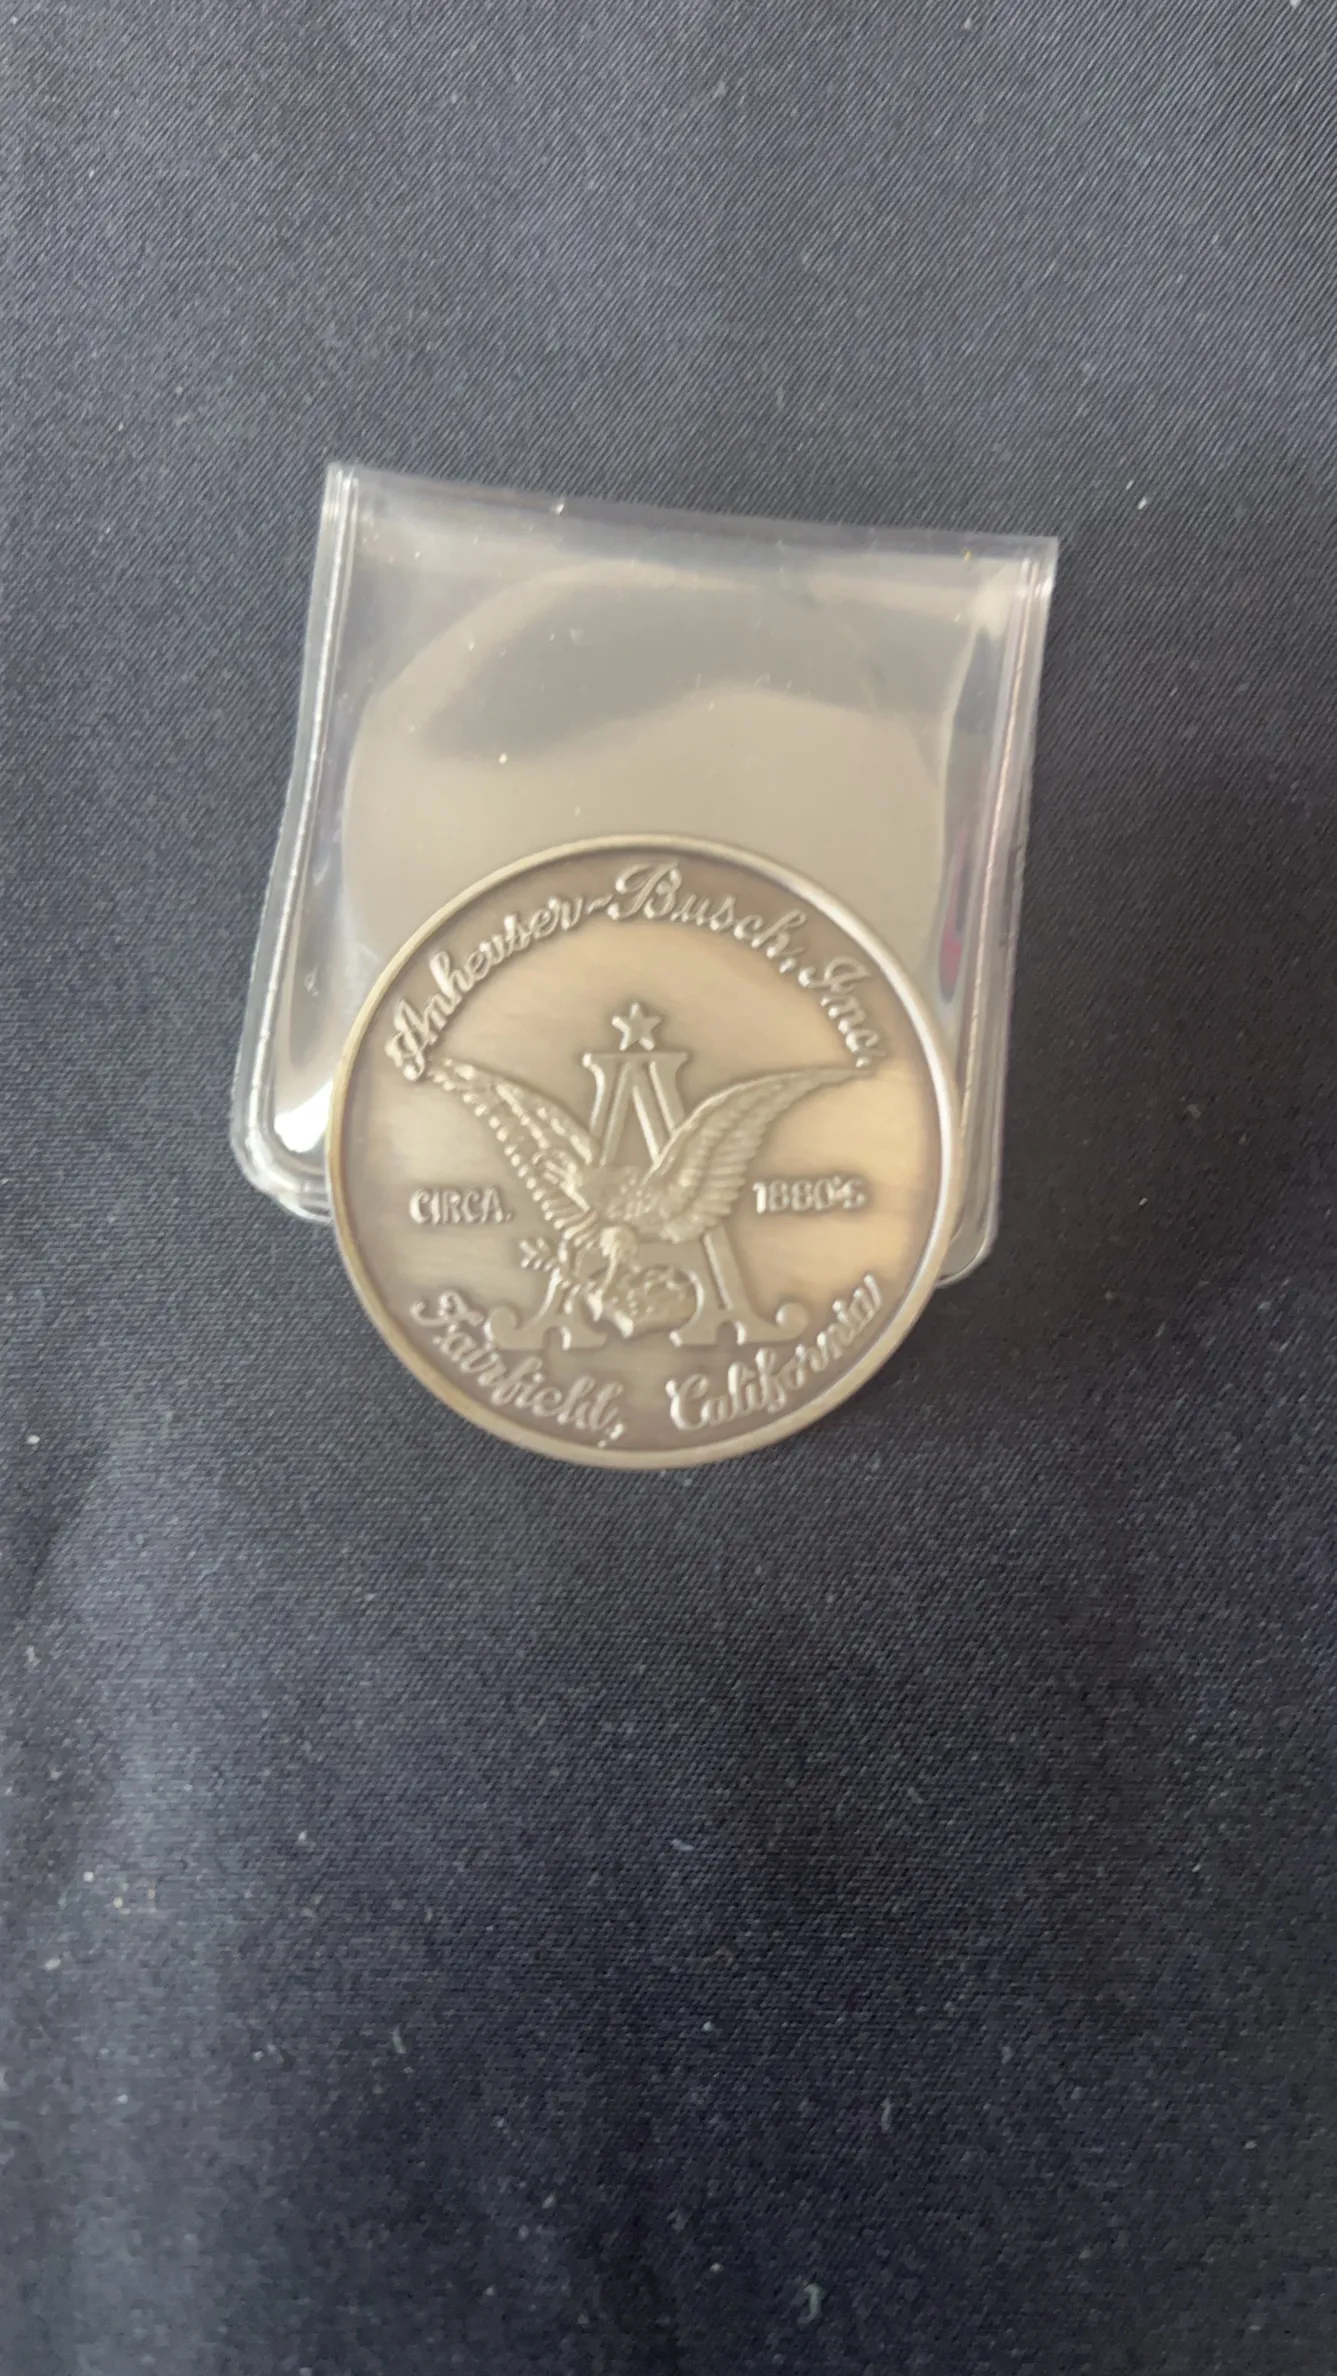 Anheuser-Busch, Inc.
A
CIRCA. 1880's
Fairfield, California